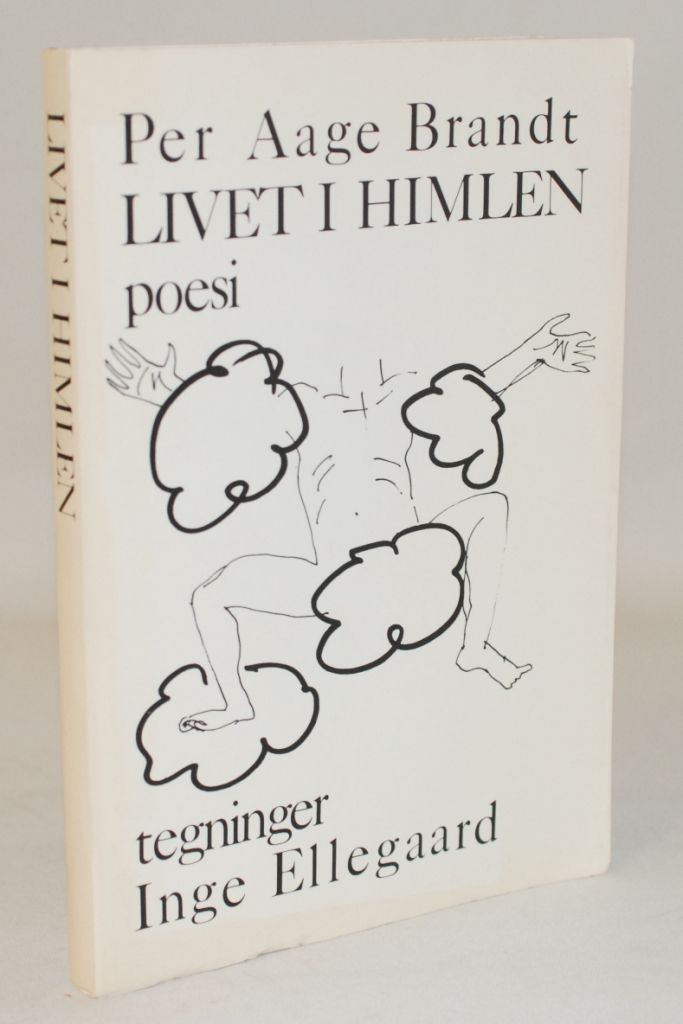 Per Aage Brandt
LIVET I HIMLEN
poesi
tegninger
Inge Ellegaard
LIVET I HIMLEN